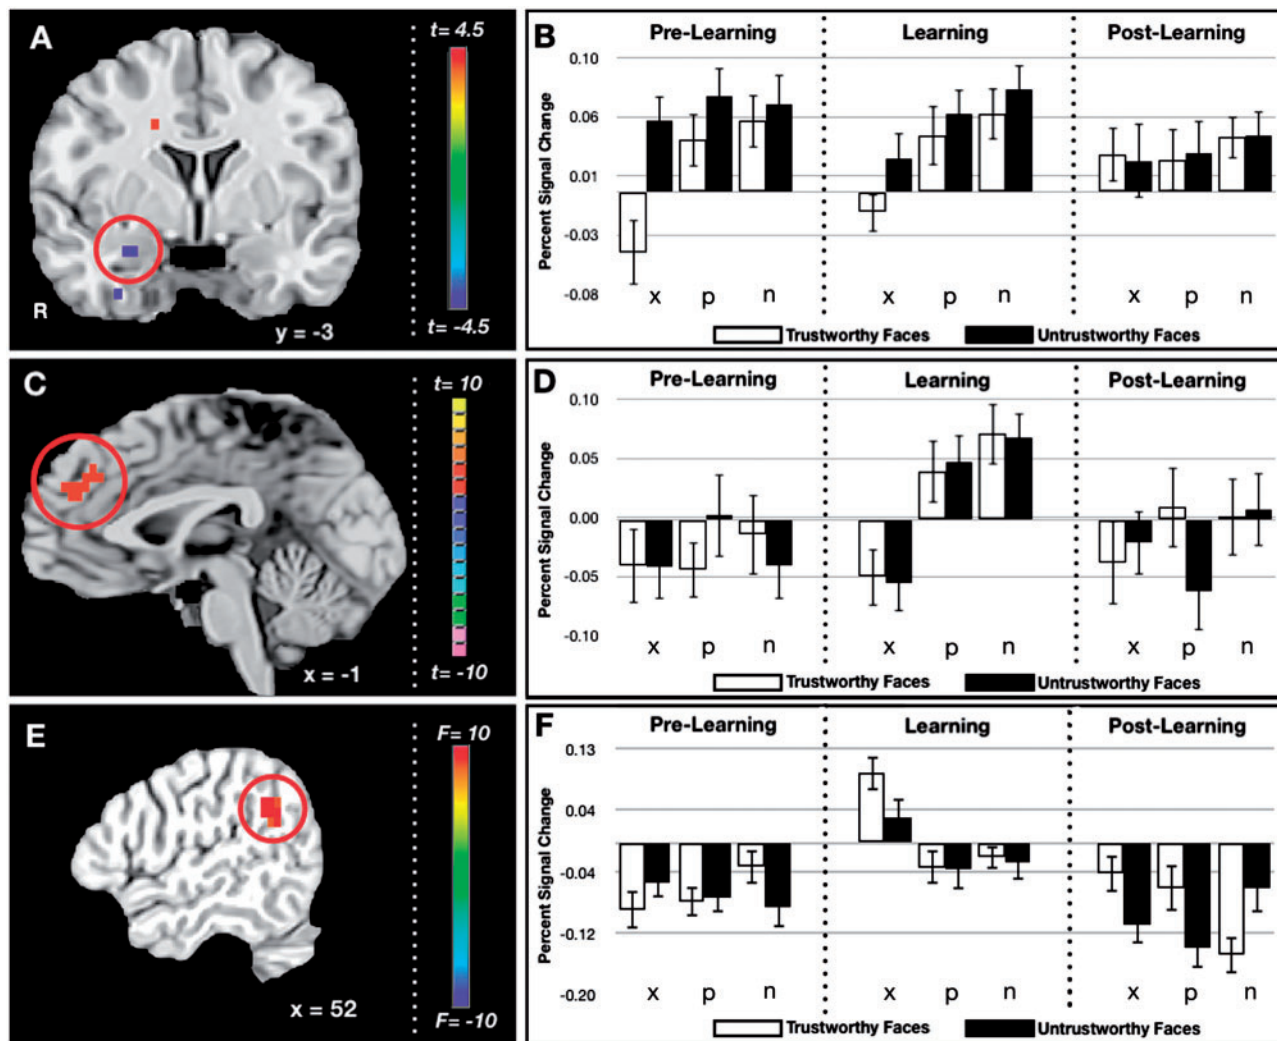 A
t= 4.5
R
t= -4.5
y = -3
B
Pre-Learning Learning Post-Learning
Percent Signal Change
0.10
0.06
0.01
-0.03
-0.08
x p n x p n x p n
Trustworthy Faces Untrustworthy Faces
C
t= 10
x = -1
t= -10
D
Pre-Learning Learning Post-Learning
Percent Signal Change
0.10
0.05
0.00
-0.05
-0.10
x p n x p n x p n
Trustworthy Faces Untrustworthy Faces
E
F= 10
x = 52
F= -10
F
Pre-Learning Learning Post-Learning
Percent Signal Change
0.13
0.04
-0.04
-0.12
-0.20
x p n x p n x p n
Trustworthy Faces Untrustworthy Faces